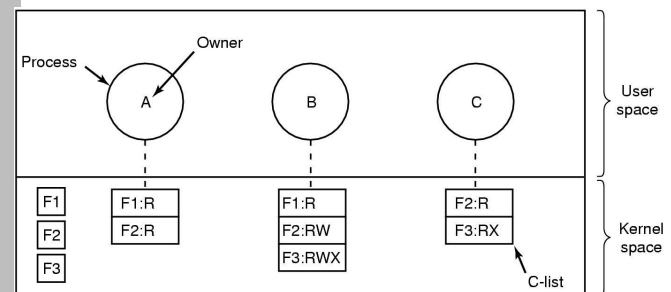 Owner
Process
A
B
C
User
space
F1
F2
F3
F1:R
F2:R
F1:R
F2:RW
F3:RWX
F2:R
F3:RX
C-list
Kernel
space